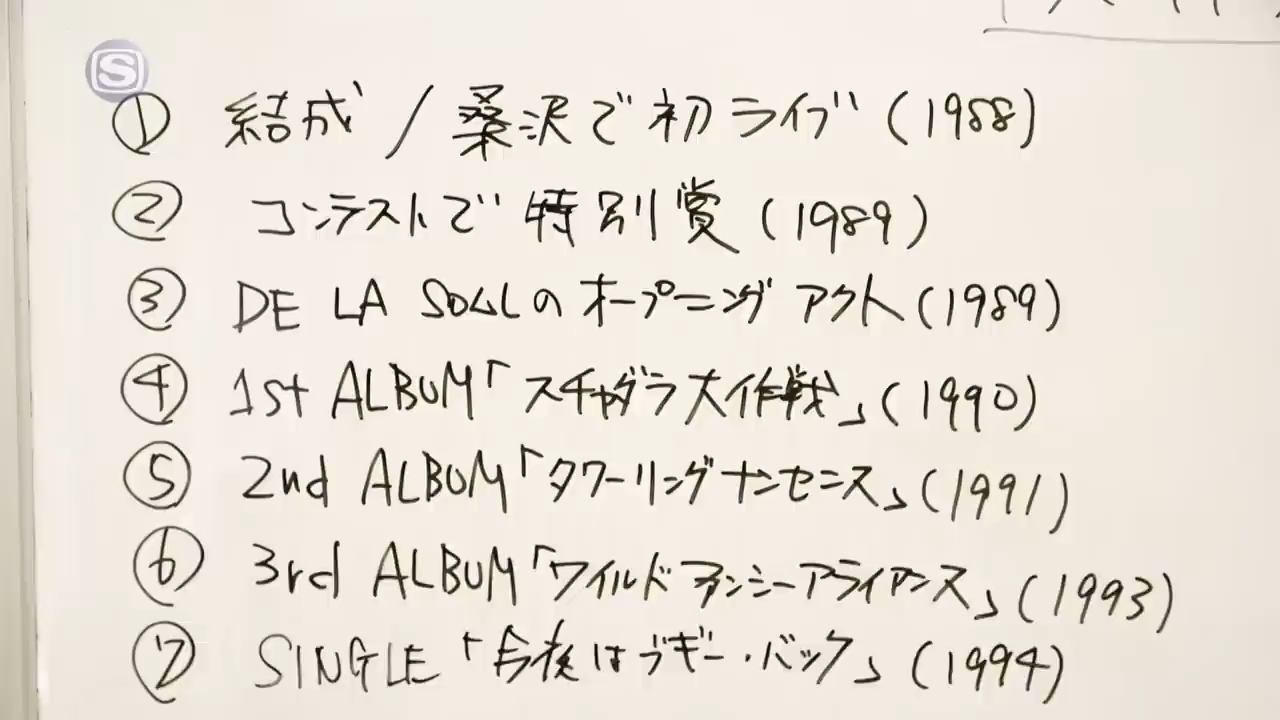 S
① 結成/桑沢で初ライブ(1988)
② コンテストで特別賞(1989)
③ DE LA SOULのオープニングアクト(1989)
④ 1st ALBUM「スチャダラ大作戦」(1990)
⑤ 2nd ALBUM「タワーリングナンセンス」(1991)
⑥ 3rd ALBUM「ワイルドファンシーアライアンス」(1993)
⑦ SINGLE「今夜はブギー・バック」(1994)